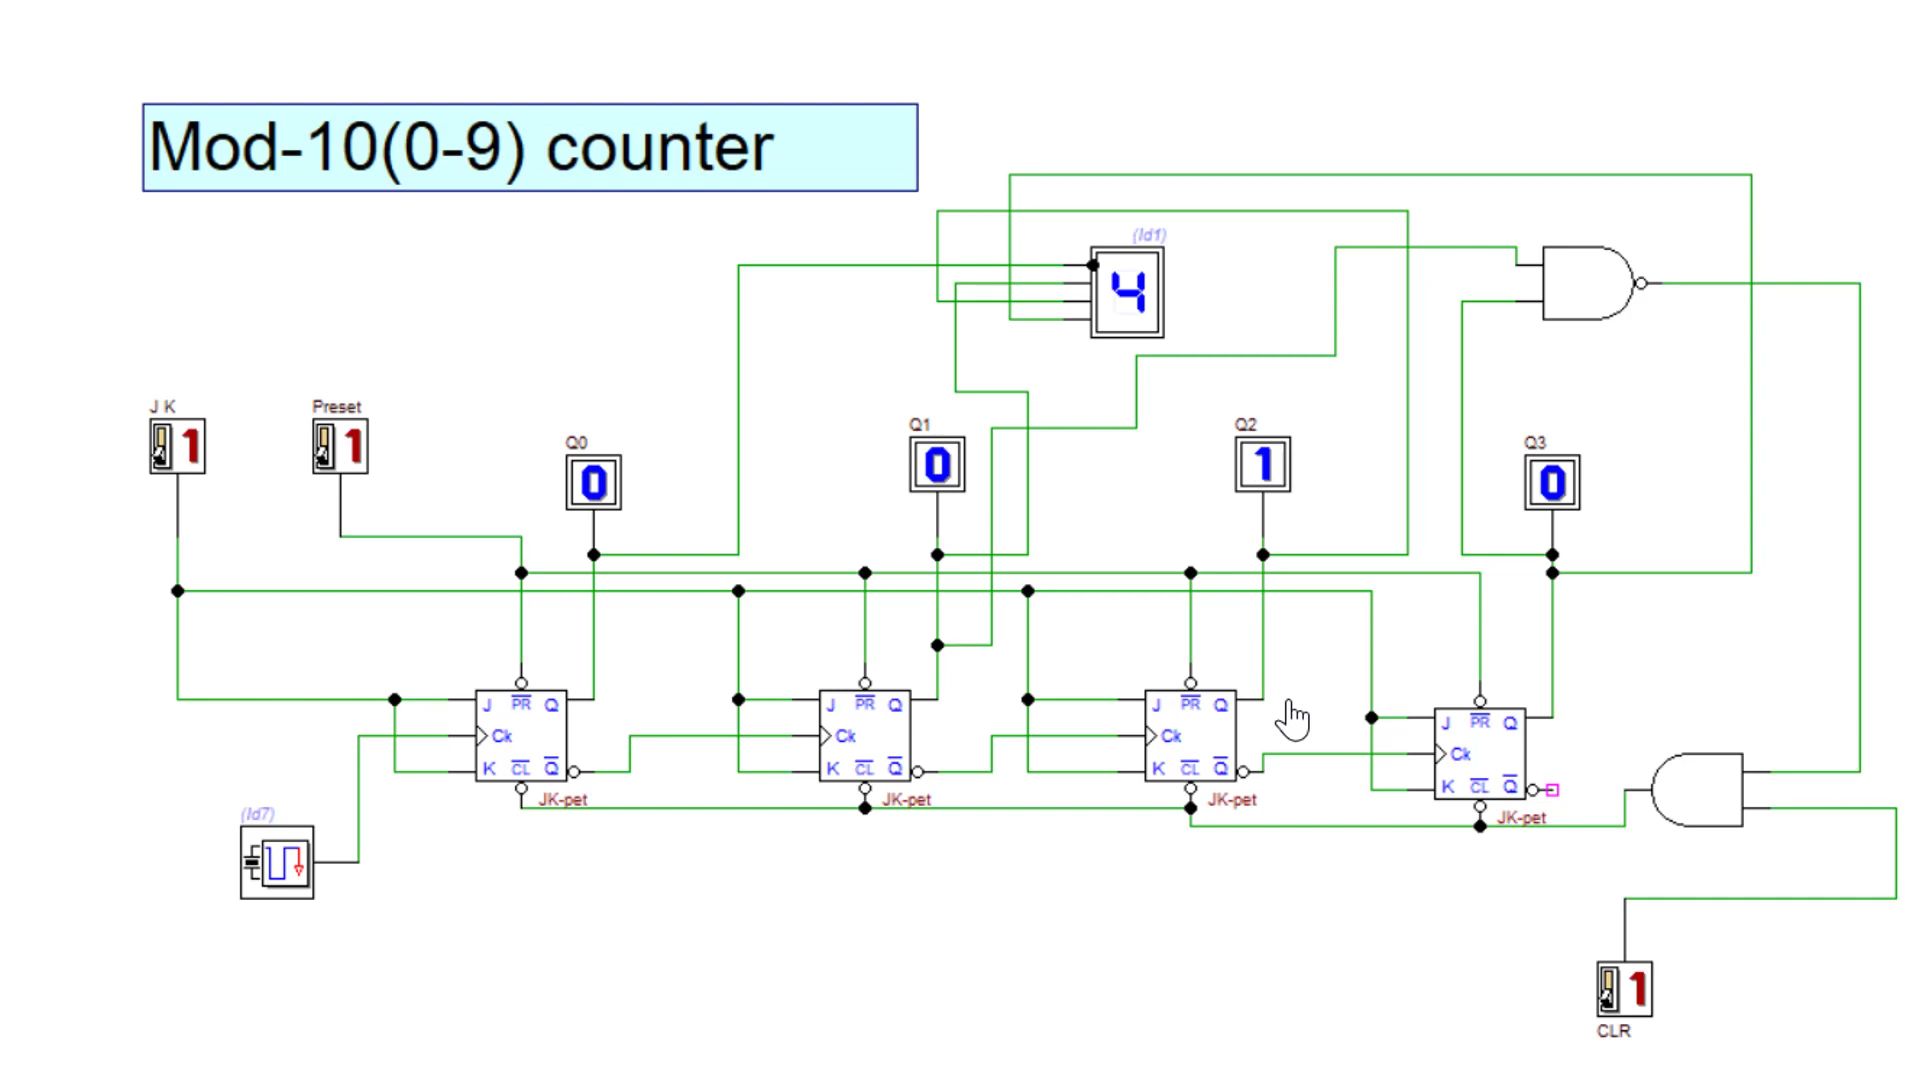 Mod-10(0-9) counter
(Id1)
4
J K
1
Preset
1
Q0
0
Q1
0
Q2
1
Q3
0
J PR Q
Ck
K CL Q
JK-pet
J PR Q
Ck
K CL Q
JK-pet
J PR Q
Ck
K CL Q
JK-pet
J PR Q
Ck
K CL Q
JK-pet
(Id7)
1
CLR